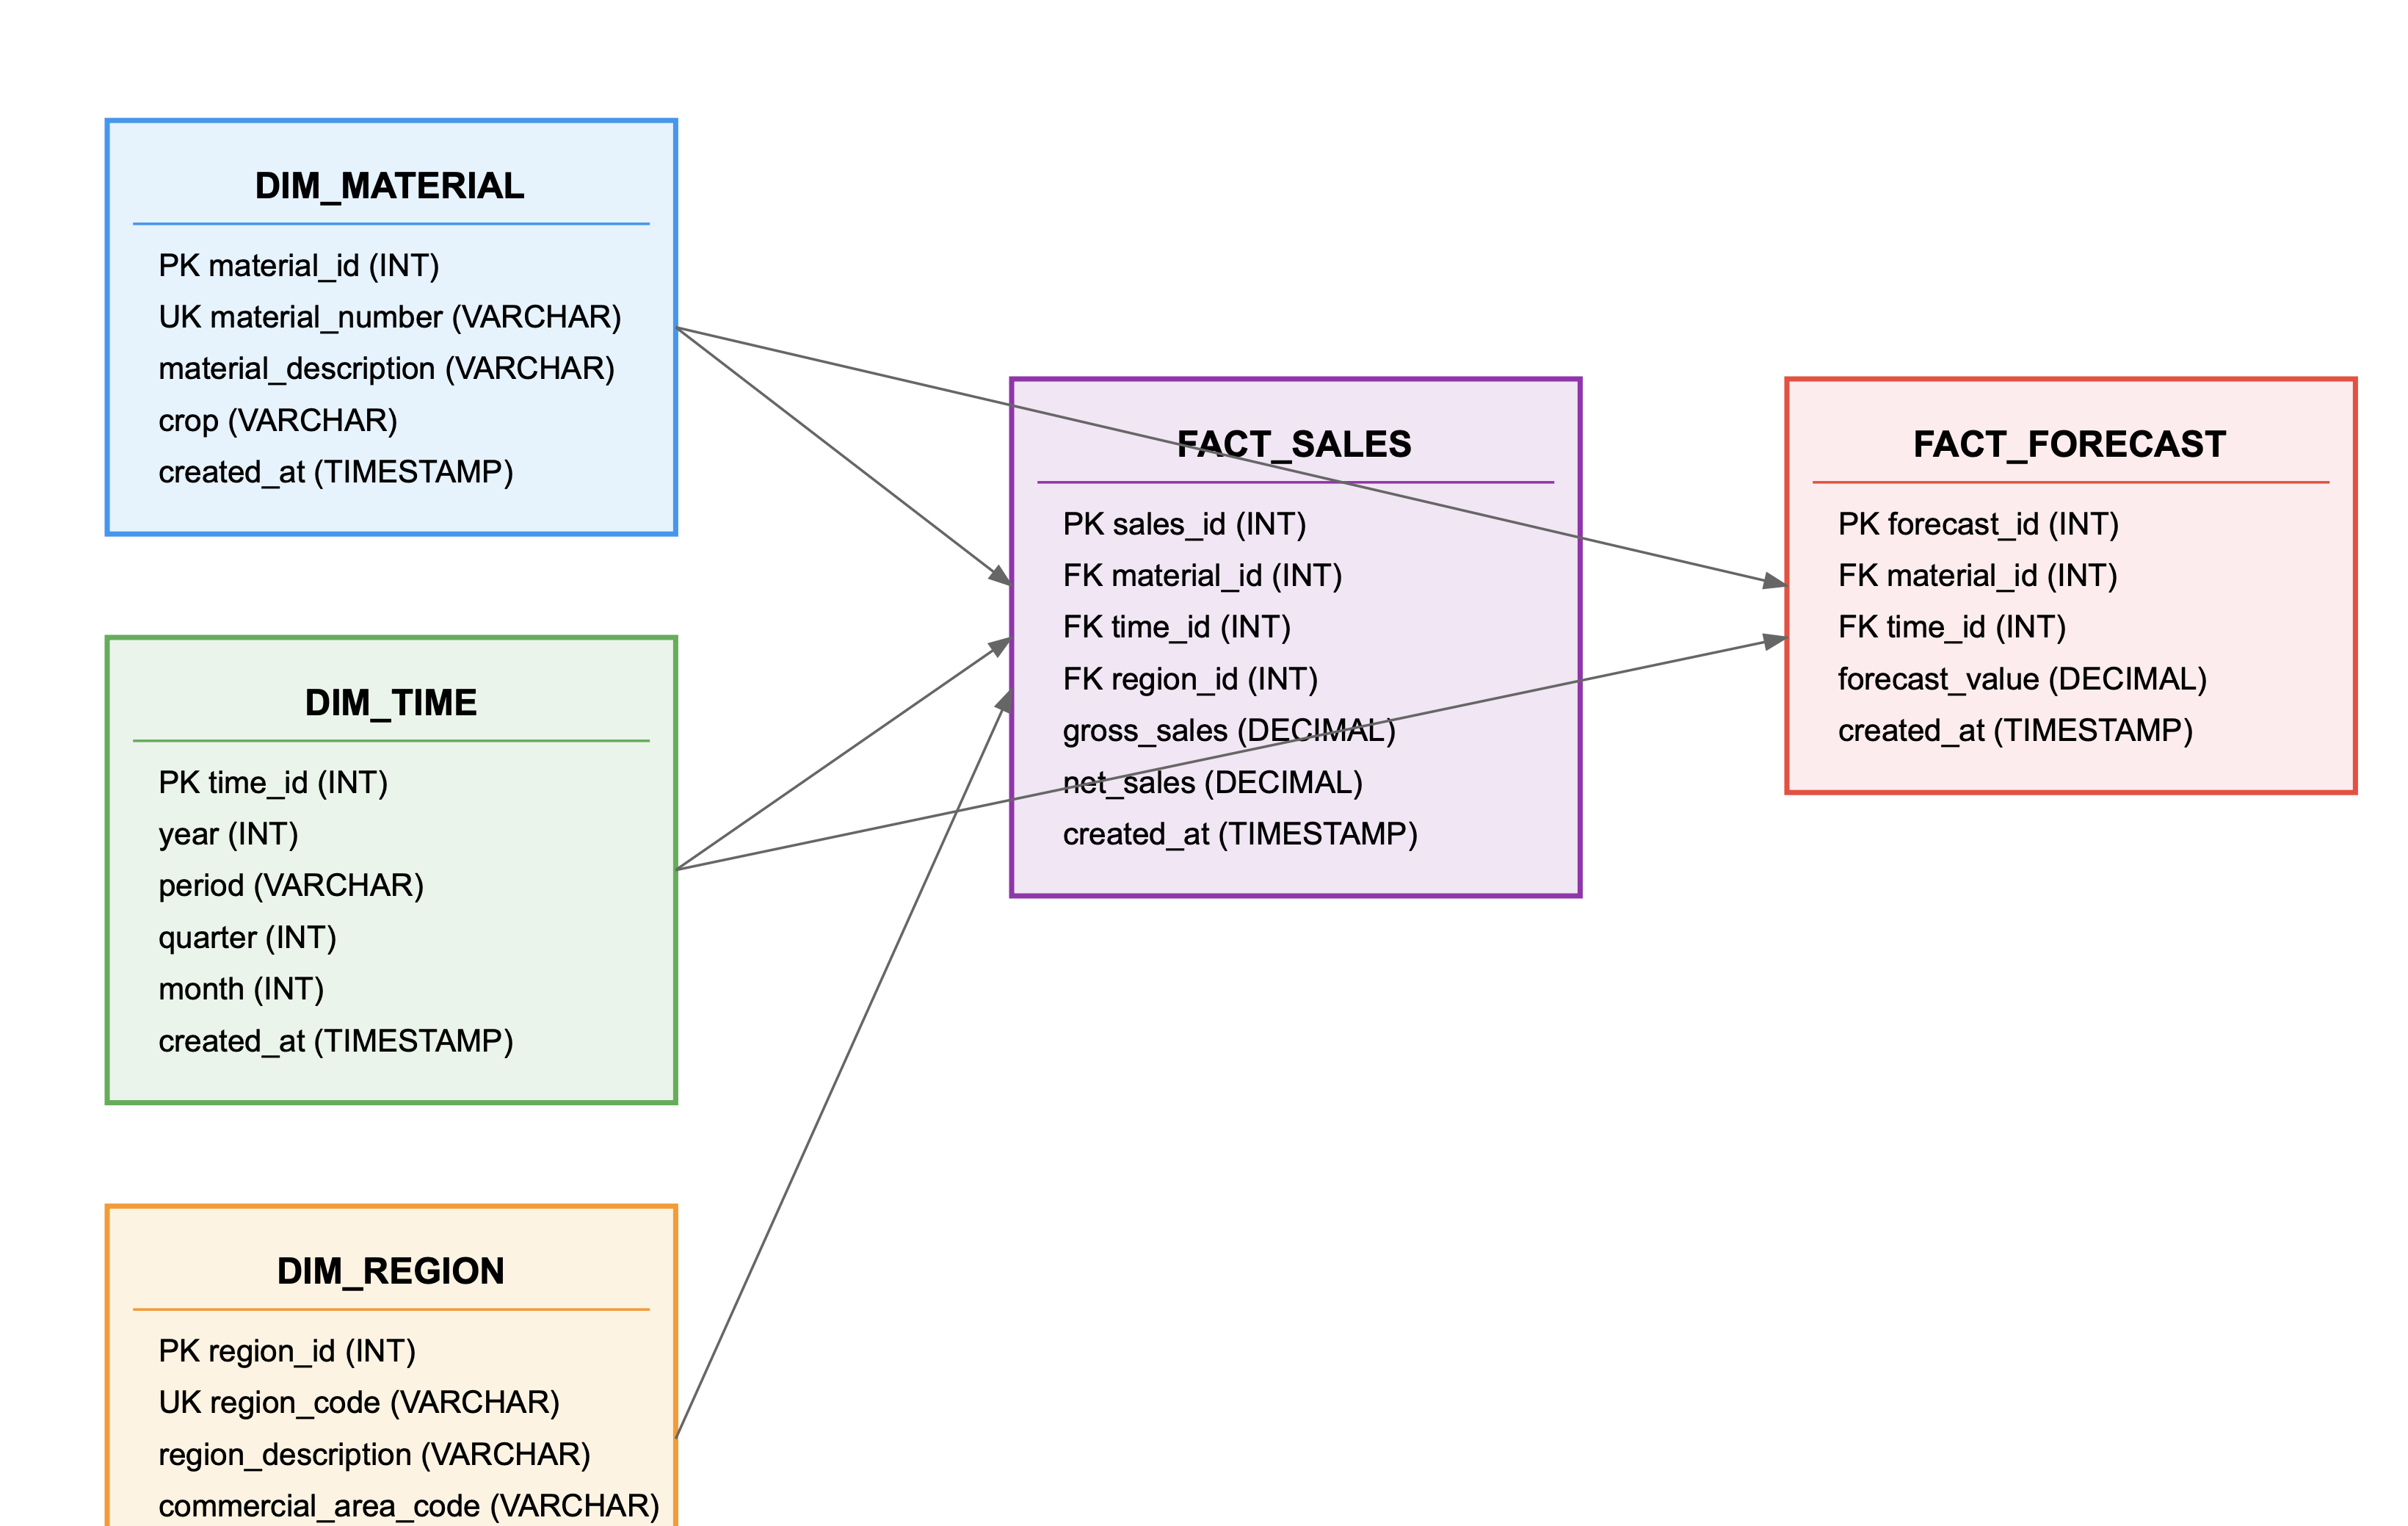 DIM_MATERIAL
PK material_id (INT)
UK material_number (VARCHAR)
material_description (VARCHAR)
crop (VARCHAR)
created_at (TIMESTAMP)
DIM_TIME
PK time_id (INT)
year (INT)
period (VARCHAR)
quarter (INT)
month (INT)
created_at (TIMESTAMP)
DIM_REGION
PK region_id (INT)
UK region_code (VARCHAR)
region_description (VARCHAR)
commercial_area_code (VARCHAR)
FACT_SALES
PK sales_id (INT)
FK material_id (INT)
FK time_id (INT)
FK region_id (INT)
gross_sales (DECIMAL)
net_sales (DECIMAL)
created_at (TIMESTAMP)
FACT_FORECAST
PK forecast_id (INT)
FK material_id (INT)
FK time_id (INT)
forecast_value (DECIMAL)
created_at (TIMESTAMP)